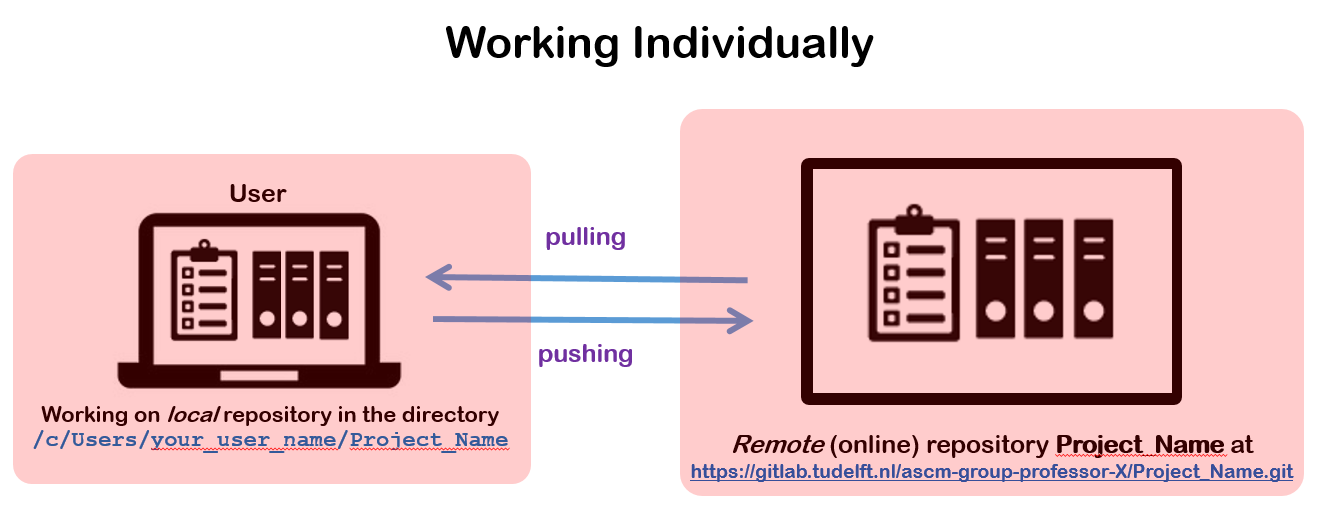 Working Individually
User
pulling
pushing
Working on local repository in the directory
/c/Users/your_user_name/Project_Name
Remote (online) repository Project_Name at
https://gitlab.tudelft.nl/ascm-group-professor-X/Project_Name.git